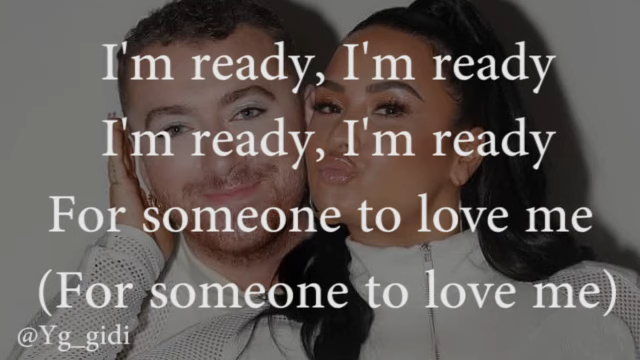 I'm ready, I'm ready
I'm ready, I'm ready
For someone to love me
(For someone to love me)
@Yg_gidi